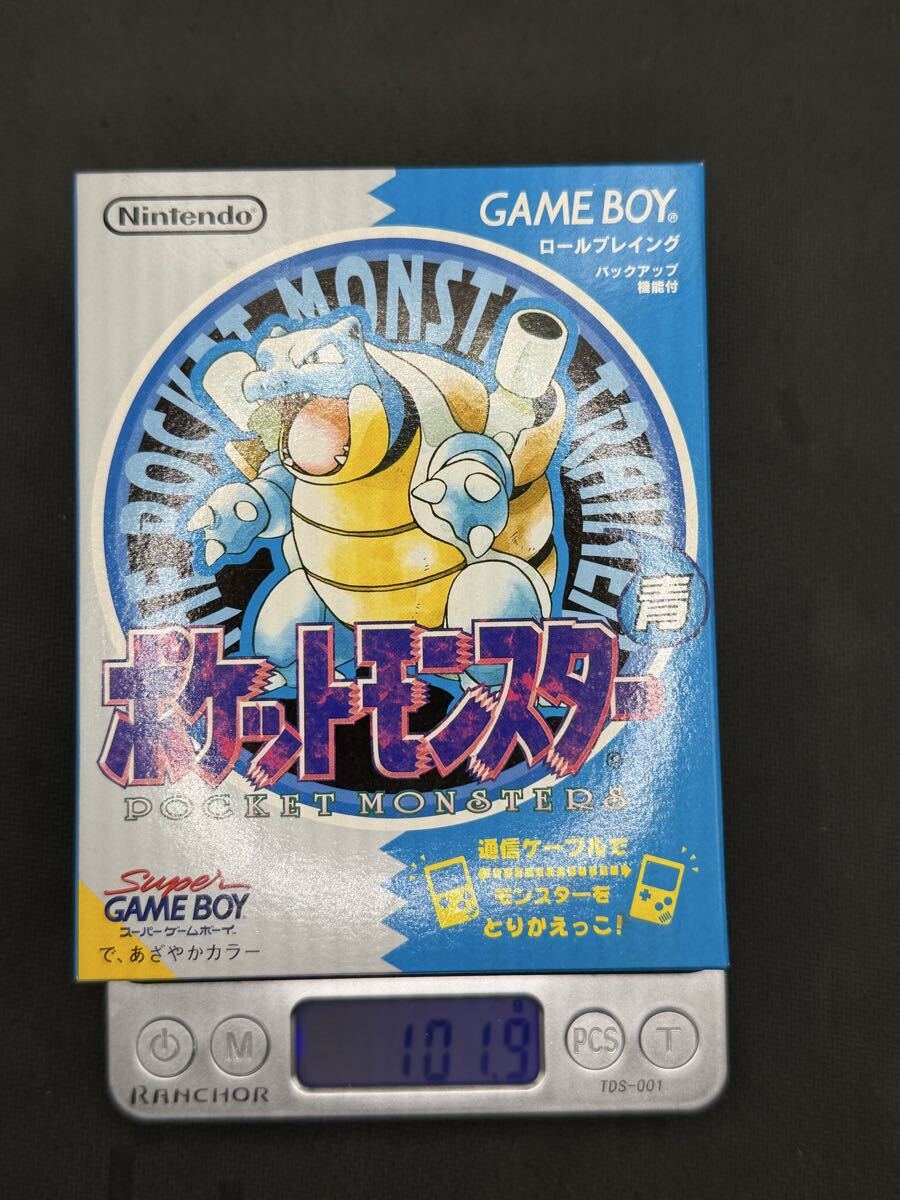 Nintendo
GAME BOY®
ロールプレイング
バックアップ
機能付
POCKET MONSTE TRAINE
青
ポケットモンスター
©
POCKET MONSTERS
通信ケーブルで
モンスターを
とりかえっこ!
Super
GAME BOY
スーパーゲームボーイ
で、あざやかカラー
g
101.9
M
PCS
T
RANCHOR
TDS-001